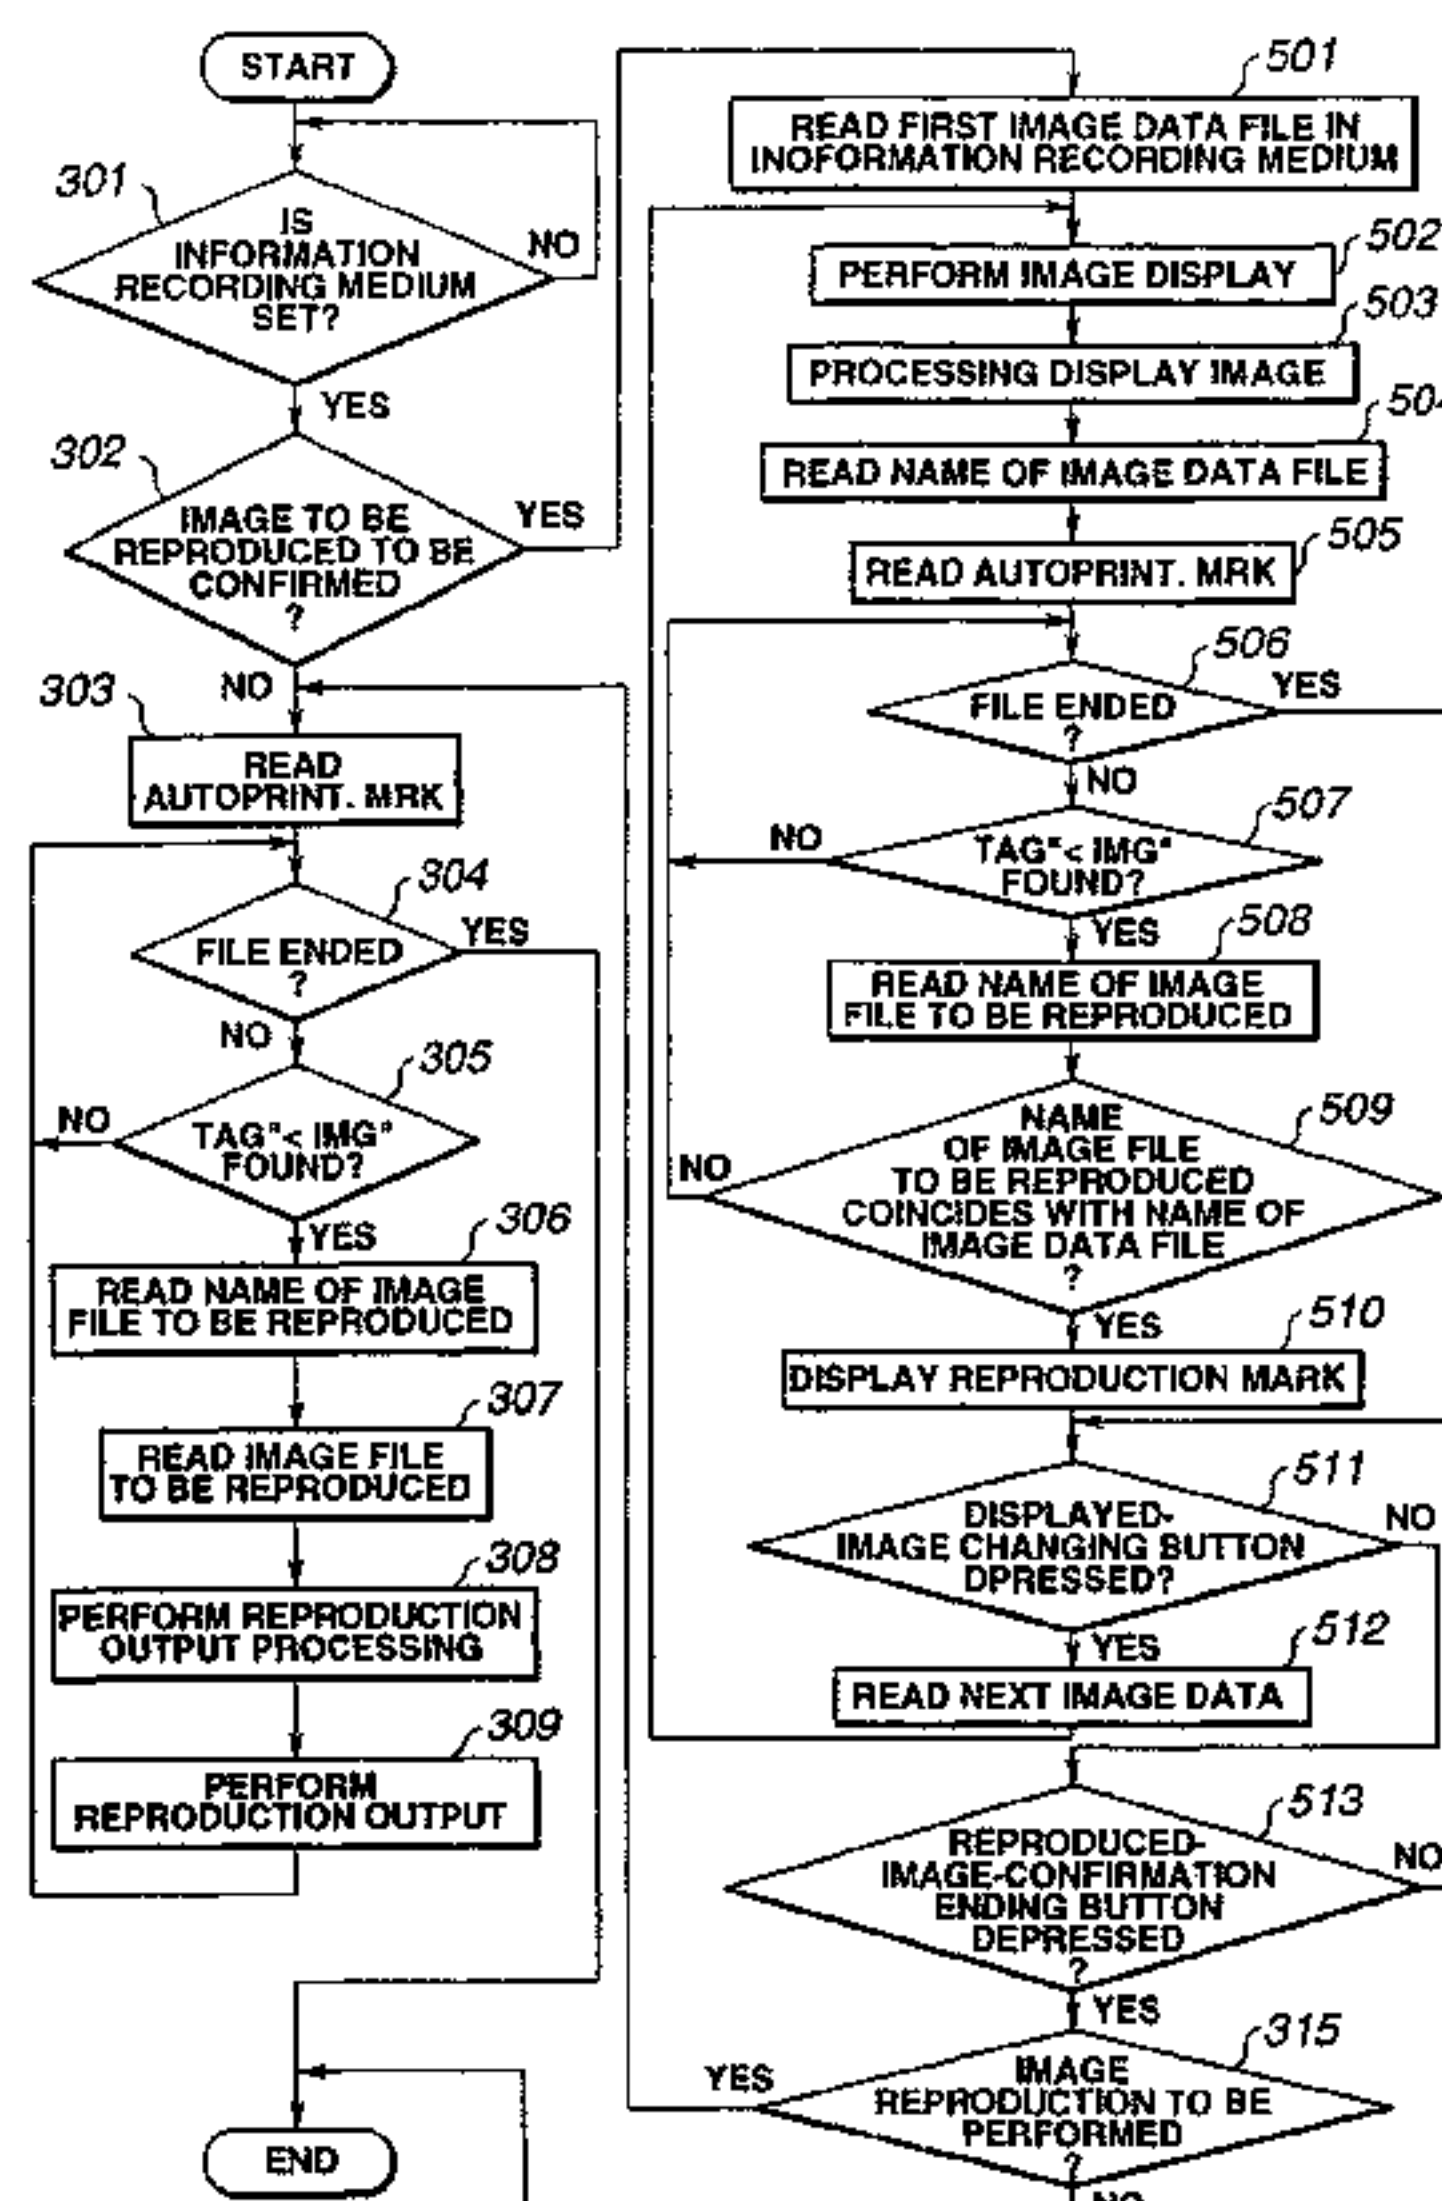 START
301
IS
INFORMATION
RECORDING MEDIUM
SET?
NO
YES
302
IMAGE TO BE
REPRODUCED TO BE
CONFIRMED
?
YES
NO
303
READ
AUTOPRINT. MRK
304
FILE ENDED
?
YES
NO
305
TAG"< IMG"
FOUND?
NO
YES
306
READ NAME OF IMAGE
FILE TO BE REPRODUCED
307
READ IMAGE FILE
TO BE REPRODUCED
308
PERFORM REPRODUCTION
OUTPUT PROCESSING
309
PERFORM
REPRODUCTION OUTPUT
END
501
READ FIRST IMAGE DATA FILE IN
INOFORMATION RECORDING MEDIUM
502
PERFORM IMAGE DISPLAY
503
PROCESSING DISPLAY IMAGE
504
READ NAME OF IMAGE DATA FILE
505
READ AUTOPRINT. MRK
506
FILE ENDED
?
YES
NO
507
TAG"< IMG"
FOUND?
NO
YES
508
READ NAME OF IMAGE
FILE TO BE REPRODUCED
509
NAME
OF IMAGE FILE
TO BE REPRODUCED
COINCIDES WITH NAME OF
IMAGE DATA FILE
?
NO
YES
510
DISPLAY REPRODUCTION MARK
511
DISPLAYED-
IMAGE CHANGING BUTTON
DPRESSED?
NO
YES
512
READ NEXT IMAGE DATA
513
REPRODUCED-
IMAGE-CONFIRMATION
ENDING BUTTON
DEPRESSED
?
NO
YES
315
IMAGE
REPRODUCTION TO BE
PERFORMED
?
YES
NO